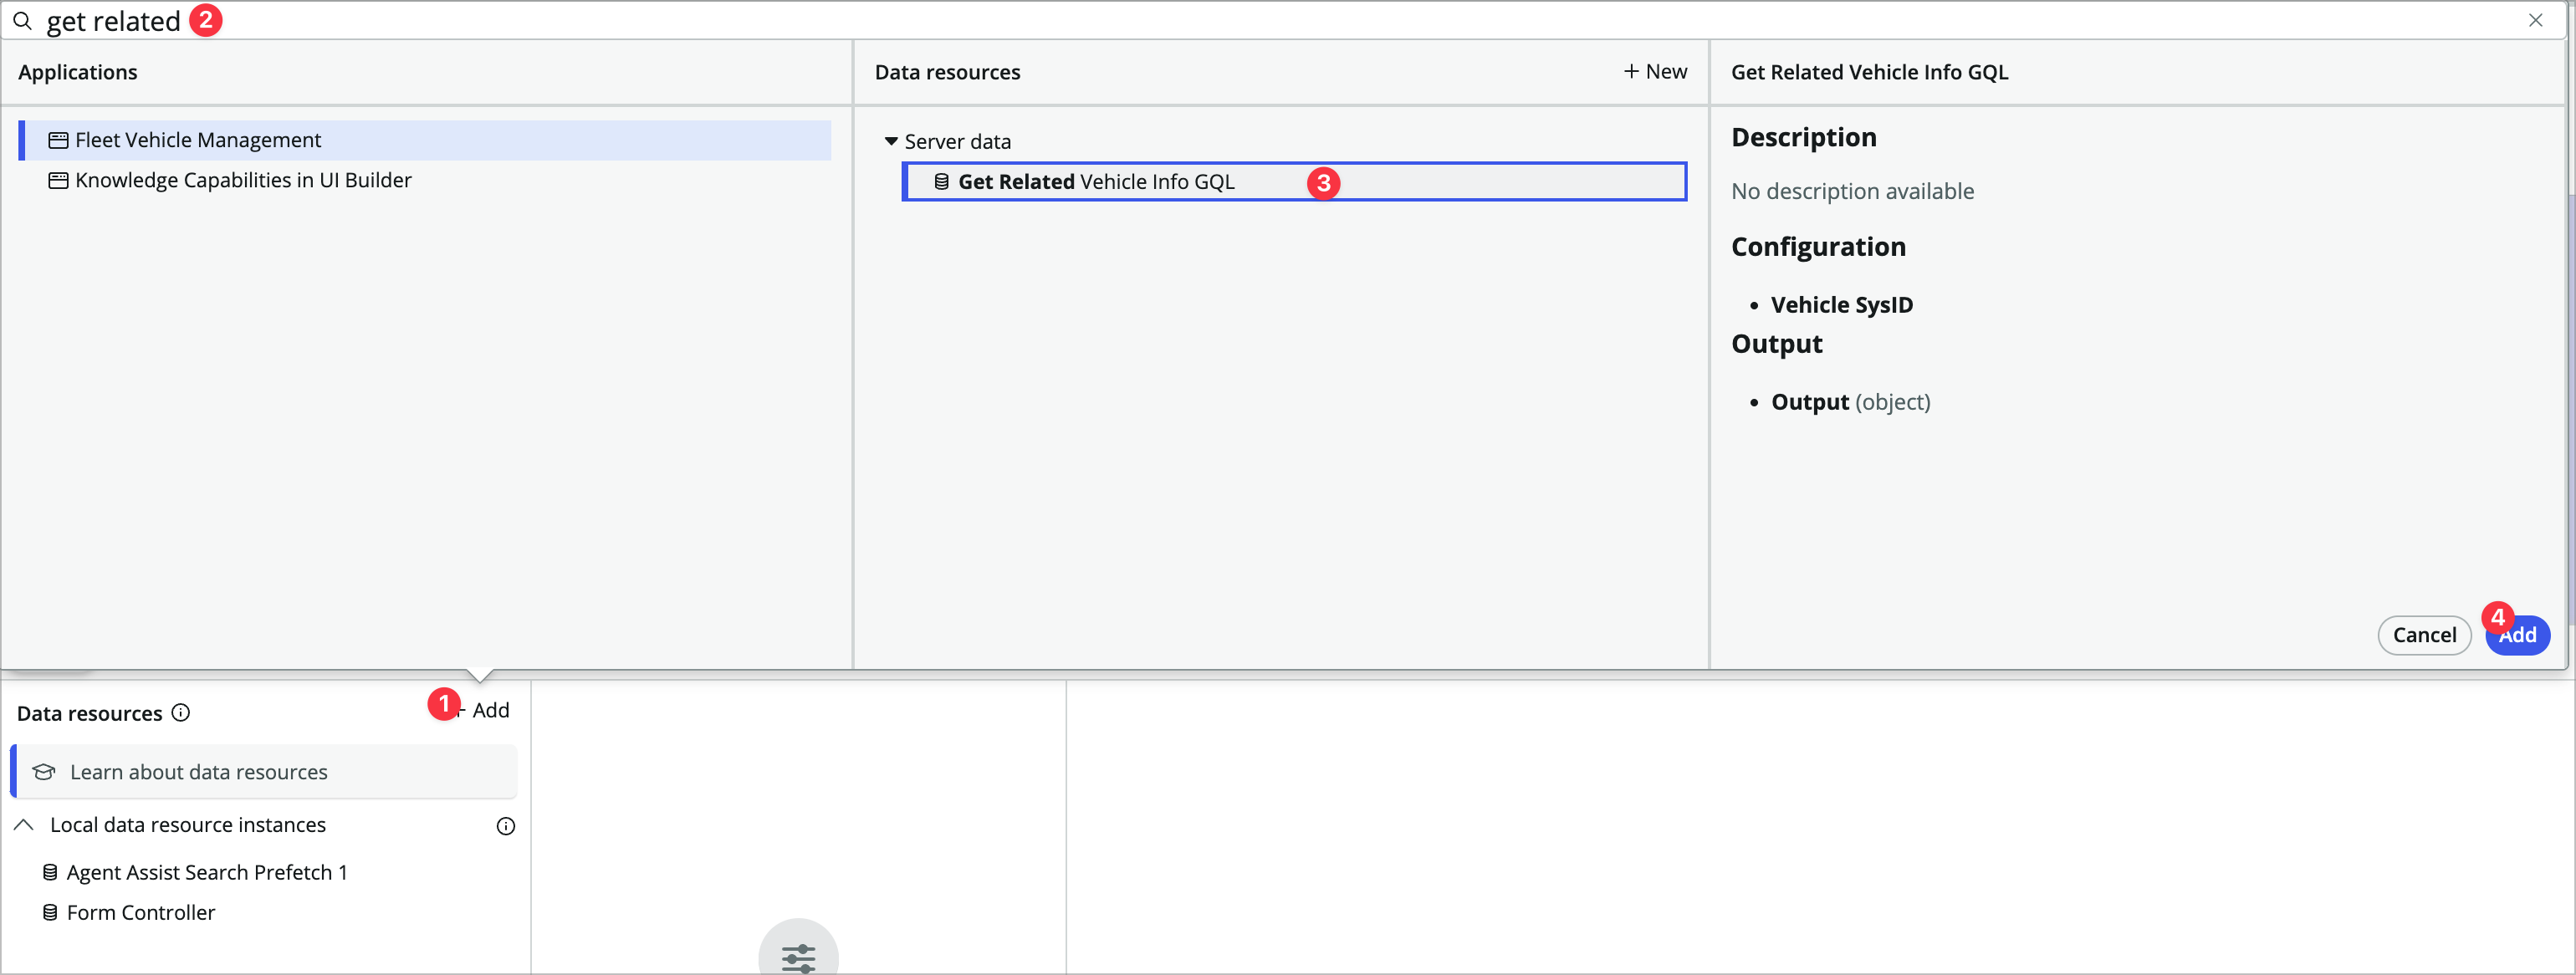 get related 2
Applications
Fleet Vehicle Management
Knowledge Capabilities in UI Builder
Data resources
+ New
Server data
Get Related Vehicle Info GQL 3
Get Related Vehicle Info GQL
Description
No description available
Configuration
• Vehicle SysID
Output
• Output (object)
Cancel
4 Add
Data resources
1 + Add
Learn about data resources
Local data resource instances
Agent Assist Search Prefetch 1
Form Controller